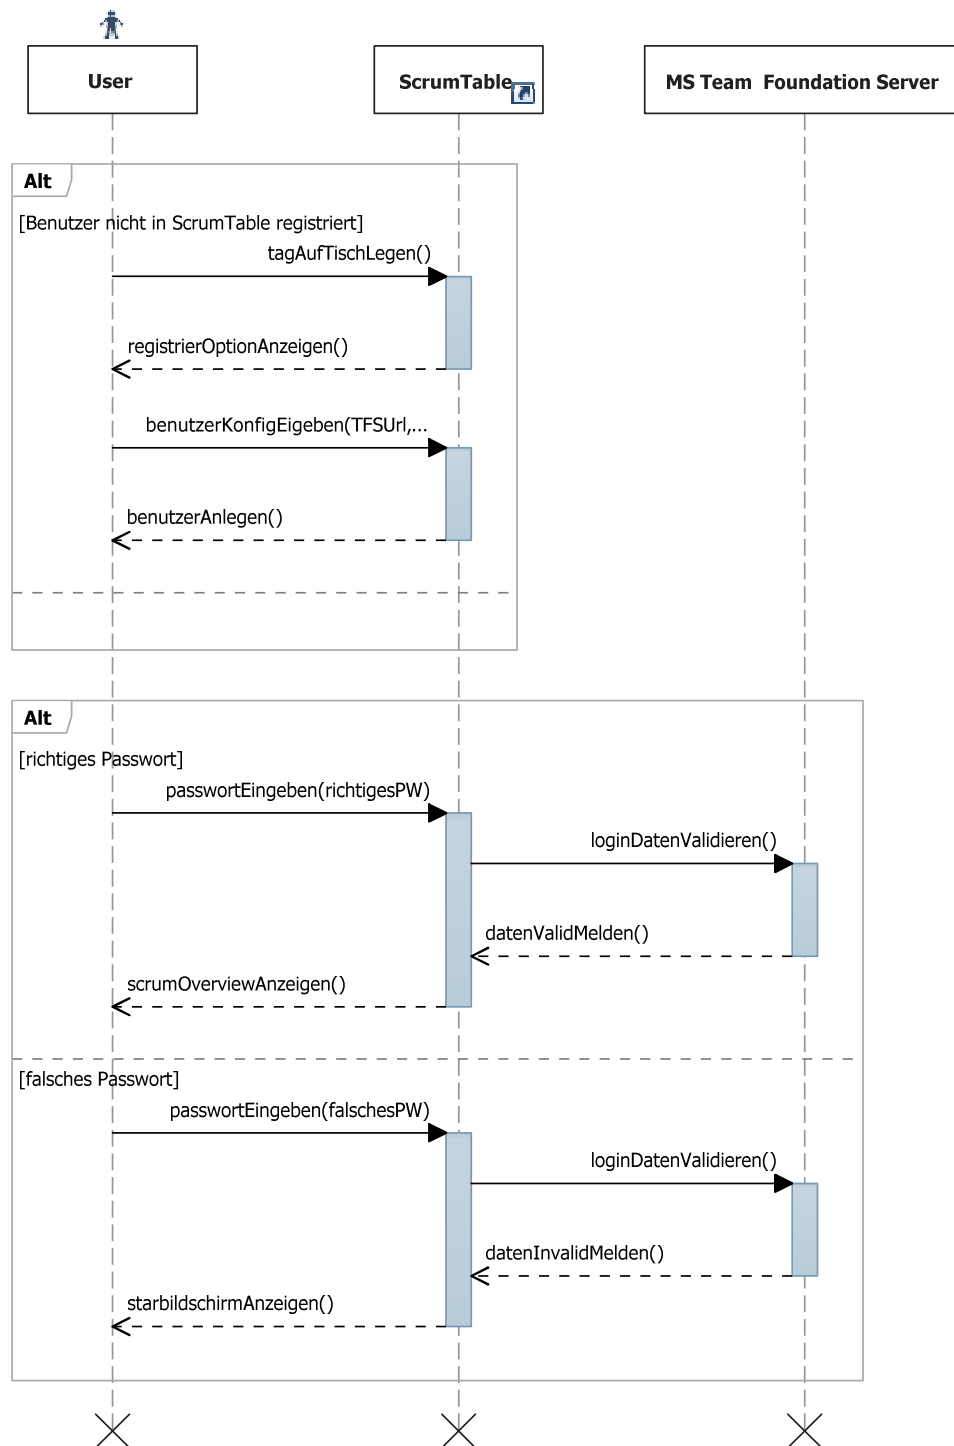 User
ScrumTable
MS Team Foundation Server
Alt
[Benutzer nicht in ScrumTable registriert]
tagAufTischLegen()
registrierOptionAnzeigen()
benutzerKonfigEigeben(TFSUrl,...
benutzerAnlegen()
Alt
[richtiges Passwort]
passwortEingeben(richtigesPW)
loginDatenValidieren()
datenValidMelden()
scrumOverviewAnzeigen()
[falsches Passwort]
passwortEingeben(falschesPW)
loginDatenValidieren()
datenInvalidMelden()
starbildschirmAnzeigen()